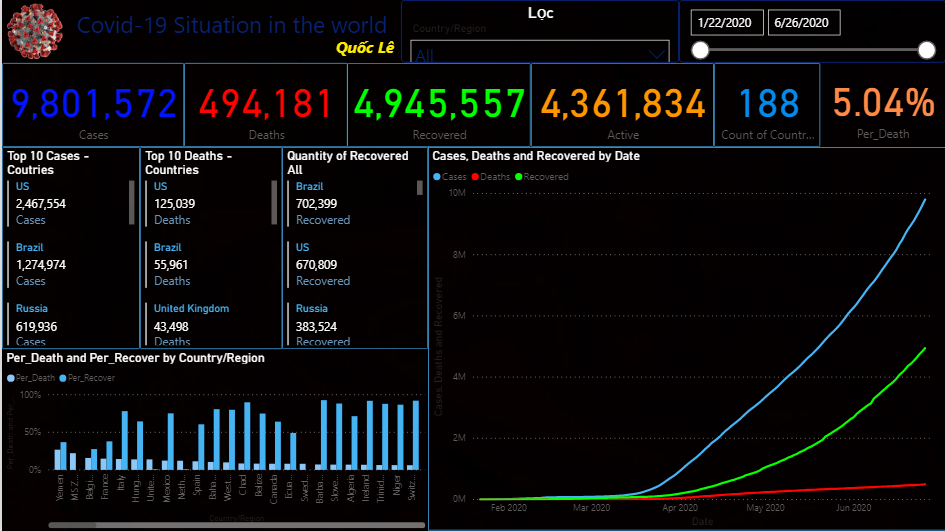 Covid-19 Situation in the world
Quốc Lê
Lọc
Country/Region
All
1/22/2020
6/26/2020
9,801,572
Cases
494,181
Deaths
4,945,557
Recovered
4,361,834
Active
188
Count of Countr...
5.04%
Per_Death
Top 10 Cases -
Coutries
US
2,467,554
Cases
Brazil
1,274,974
Cases
Russia
619,936
Cases
Top 10 Deaths -
Countries
US
125,039
Deaths
Brazil
55,961
Deaths
United Kingdom
43,498
Deaths
Quantity of Recovered
All
Brazil
702,399
Recovered
US
670,809
Recovered
Russia
383,524
Recovered
Cases, Deaths and Recovered by Date
Cases Deaths Recovered
Cases, Deaths and Recovered
10M
8M
6M
4M
2M
0M
Feb 2020 Mar 2020 Apr 2020 May 2020 Jun 2020
Date
Per_Death and Per_Recover by Country/Region
Per_Death Per_Recover
100%
50%
0%
Yemen
MS Z...
Belgi...
France
Italy
Hung...
Unite...
Mexico
Neth...
Spain
Baha...
West...
Chad
Belize
Canada
Ecua...
Swed...
Barba...
Slove...
Algeria
Ireland
Trinid...
Niger
Switz...
Country/Region